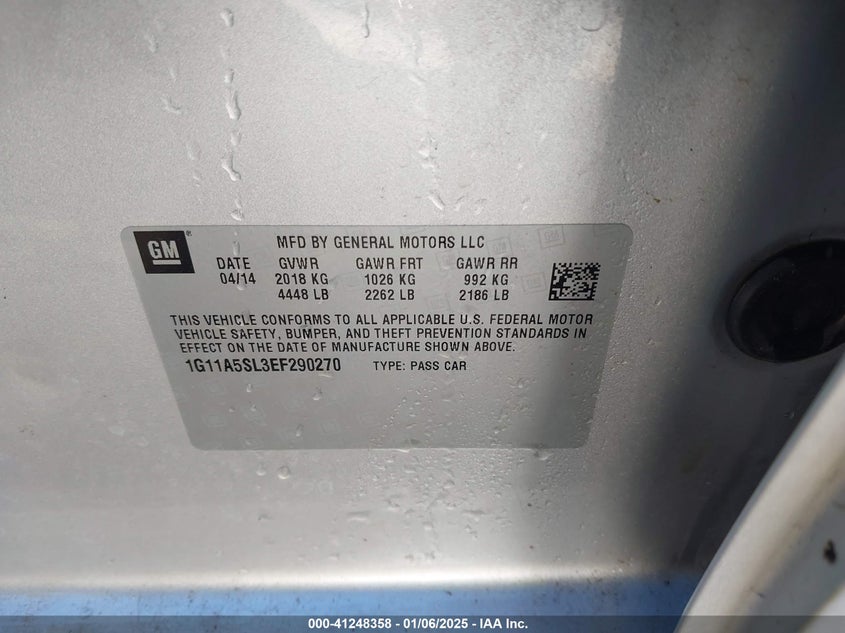 GM ®
MFD BY GENERAL MOTORS LLC
DATE GVWR GAWR FRT GAWR RR
04/14 2018 KG 1026 KG 992 KG
4448 LB 2262 LB 2186 LB
THIS VEHICLE CONFORMS TO ALL APPLICABLE U.S. FEDERAL MOTOR
VEHICLE SAFETY, BUMPER, AND THEFT PREVENTION STANDARDS IN
EFFECT ON THE DATE OF MANUFACTURE SHOWN ABOVE.
1G11A5SL3EF290270 TYPE: PASS CAR
000-41248358 - 01/06/2025 - IAA Inc.